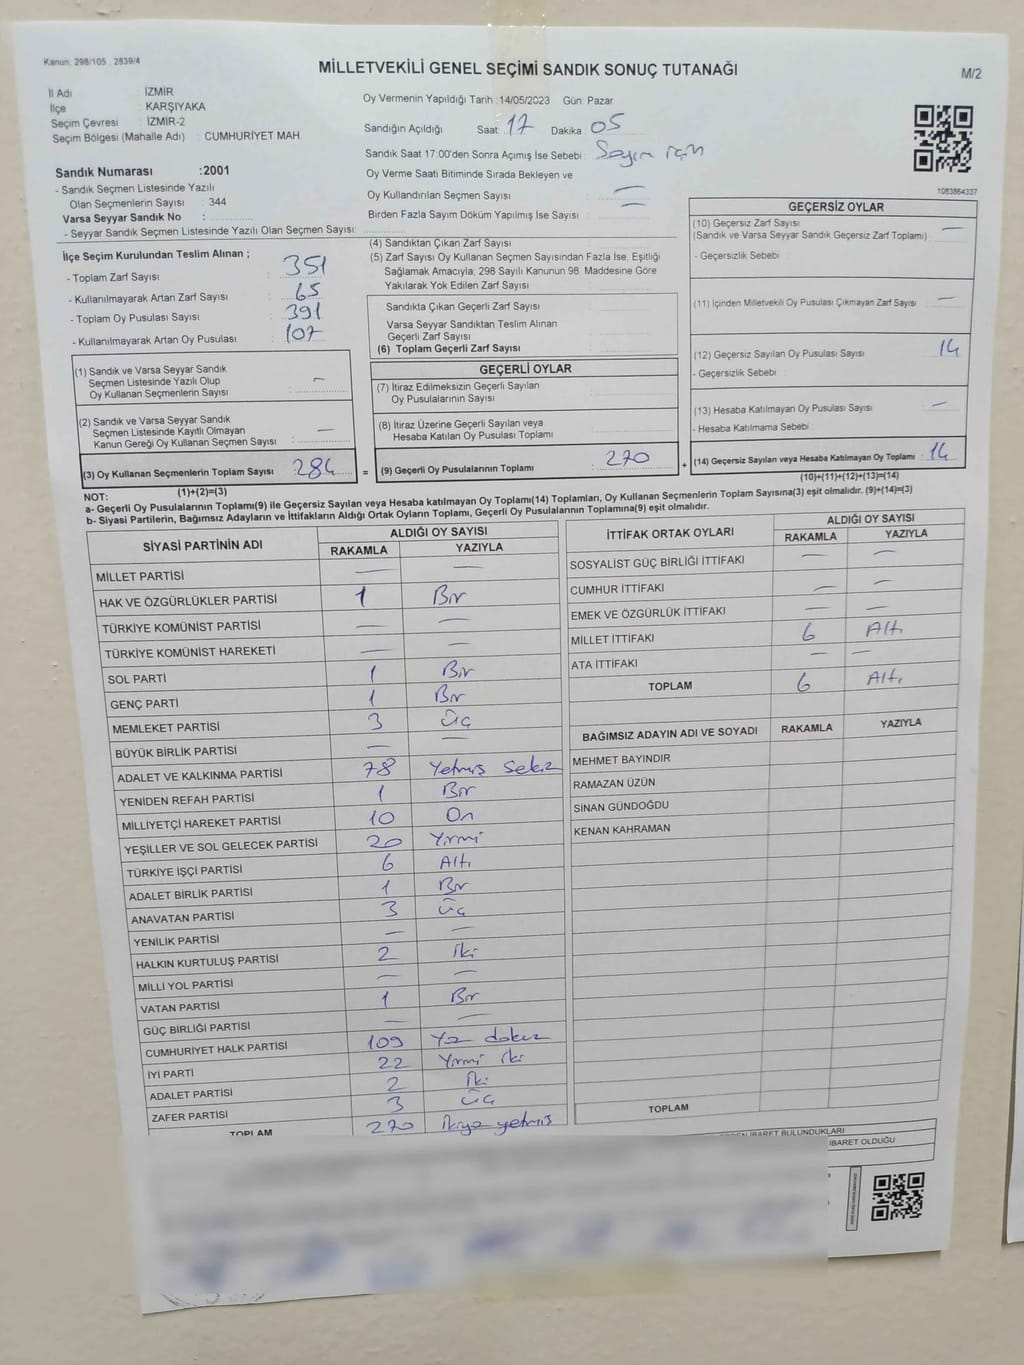 Kanun: 298/105 , 2839/4
MİLLETVEKİLİ GENEL SEÇİMİ SANDIK SONUÇ TUTANAĞI
M/2
İl Adı : İZMİR
İlçe : KARŞIYAKA
Seçim Çevresi : İZMİR-2
Seçim Bölgesi (Mahalle Adı) : CUMHURİYET MAH.
Oy Vermenin Yapıldığı Tarih :14/05/2023 Gün: Pazar
Sandığın Açıldığı Saat: 17 Dakika: 05
Sandık Saat 17:00'den Sonra Açımış İse Sebebi: Sayım için
Oy Verme Saati Bitiminde Sırada Bekleyen ve
Oy Kullandırılan Seçmen Sayısı : —
Birden Fazla Sayım Döküm Yapılmış İse Sayısı : —
1083864337
Sandık Numarası :2001
- Sandık Seçmen Listesinde Yazılı
Olan Seçmenlerin Sayısı : 344
Varsa Seyyar Sandık No :
- Seyyar Sandık Seçmen Listesinde Yazılı Olan Seçmen Sayısı:
İlçe Seçim Kurulundan Teslim Alınan ;
- Toplam Zarf Sayısı : 351
- Kullanılmayarak Artan Zarf Sayısı : 65
- Toplam Oy Pusulası Sayısı : 391
- Kullanılmayarak Artan Oy Pusulası : 107
(1) Sandık ve Varsa Seyyar Sandık
Seçmen Listesinde Yazılı Olup
Oy Kullanan Seçmenlerin Sayısı : —
(2) Sandık ve Varsa Seyyar Sandık
Seçmen Listesinde Kayıtlı Olmayan
Kanun Gereği Oy Kullanan Seçmen Sayısı : —
(3) Oy Kullanan Seçmenlerin Toplam Sayısı : 284
(1)+(2)=(3)
(4) Sandıktan Çıkan Zarf Sayısı :
(5) Zarf Sayısı Oy Kullanan Seçmen Sayısından Fazla İse, Eşitliği
Sağlamak Amacıyla; 298 Sayılı Kanunun 98. Maddesine Göre
Yakılarak Yok Edilen Zarf Sayısı :
Sandıkta Çıkan Geçerli Zarf Sayısı :
Varsa Seyyar Sandıktan Teslim Alınan
Geçerli Zarf Sayısı :
(6) Toplam Geçerli Zarf Sayısı :
GEÇERLİ OYLAR
(7) İtiraz Edilmeksizin Geçerli Sayılan
Oy Pusulalarının Sayısı :
(8) İtiraz Üzerine Geçerli Sayılan veya
Hesaba Katılan Oy Pusulası Toplamı :
= (9) Geçerli Oy Pusulalarının Toplamı : 270
GEÇERSİZ OYLAR
(10) Geçersiz Zarf Sayısı
(Sandık ve Varsa Seyyar Sandık Geçersiz Zarf Toplamı) : —
- Geçersizlik Sebebi :
(11) İçinden Milletvekili Oy Pusulası Çıkmayan Zarf Sayısı : —
(12) Geçersiz Sayılan Oy Pusulası Sayısı : 14
- Geçersizlik Sebebi :
(13) Hesaba Katılmayan Oy Pusulası Sayısı : —
- Hesaba Katılmama Sebebi :
+ (14) Geçersiz Sayılan veya Hesaba Katılmayan Oy Toplamı : 14
(10)+(11)+(12)+(13)=(14)
NOT:
a- Geçerli Oy Pusulalarının Toplamı(9) ile Geçersiz Sayılan veya Hesaba katılmayan Oy Toplamı(14) Toplamları, Oy Kullanan Seçmenlerin Toplam Sayısına(3) eşit olmalıdır. (9)+(14)=(3)
b- Siyasi Partilerin, Bağımsız Adayların ve İttifakların Aldığı Ortak Oyların Toplamı, Geçerli Oy Pusulalarının Toplamına(9) eşit olmalıdır.
SİYASİ PARTİNİN ADI ALDIĞI OY SAYISI
RAKAMLA YAZIYLA
MİLLET PARTİSİ — —
HAK VE ÖZGÜRLÜKLER PARTİSİ 1 Bir
TÜRKİYE KOMÜNİST PARTİSİ — —
TÜRKİYE KOMÜNİST HAREKETİ — —
SOL PARTİ 1 Bir
GENÇ PARTİ 1 Bir
MEMLEKET PARTİSİ 3 Üç
BÜYÜK BİRLİK PARTİSİ — —
ADALET VE KALKINMA PARTİSİ 78 Yetmiş Sekiz
YENİDEN REFAH PARTİSİ 1 Bir
MİLLİYETÇİ HAREKET PARTİSİ 10 On
YEŞİLLER VE SOL GELECEK PARTİSİ 20 Yirmi
TÜRKİYE İŞÇİ PARTİSİ 6 Altı
ADALET BİRLİK PARTİSİ 1 Bir
ANAVATAN PARTİSİ 3 Üç
YENİLİK PARTİSİ — —
HALKIN KURTULUŞ PARTİSİ 2 İki
MİLLİ YOL PARTİSİ — —
VATAN PARTİSİ 1 Bir
GÜÇ BİRLİĞİ PARTİSİ — —
CUMHURİYET HALK PARTİSİ 109 Yüz dokuz
İYİ PARTİ 22 Yirmi iki
ADALET PARTİSİ 2 İki
ZAFER PARTİSİ 3 Üç
TOPLAM 270 İkiyüz yetmiş
İTTİFAK ORTAK OYLARI ALDIĞI OY SAYISI
RAKAMLA YAZIYLA
SOSYALİST GÜÇ BİRLİĞİ İTTİFAKI — —
CUMHUR İTTİFAKI — —
EMEK VE ÖZGÜRLÜK İTTİFAKI — —
MİLLET İTTİFAKI 6 Altı
ATA İTTİFAKI — —
TOPLAM 6 Altı
BAĞIMSIZ ADAYIN ADI VE SOYADI RAKAMLA YAZIYLA
MEHMET BAYINDIR
RAMAZAN ÜZÜN
SİNAN GÜNDOĞDU
KENAN KAHRAMAN
TOPLAM
İBARET BULUNDUKLARI
İBARET OLDUĞU